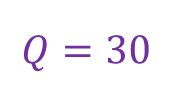 Q = 30